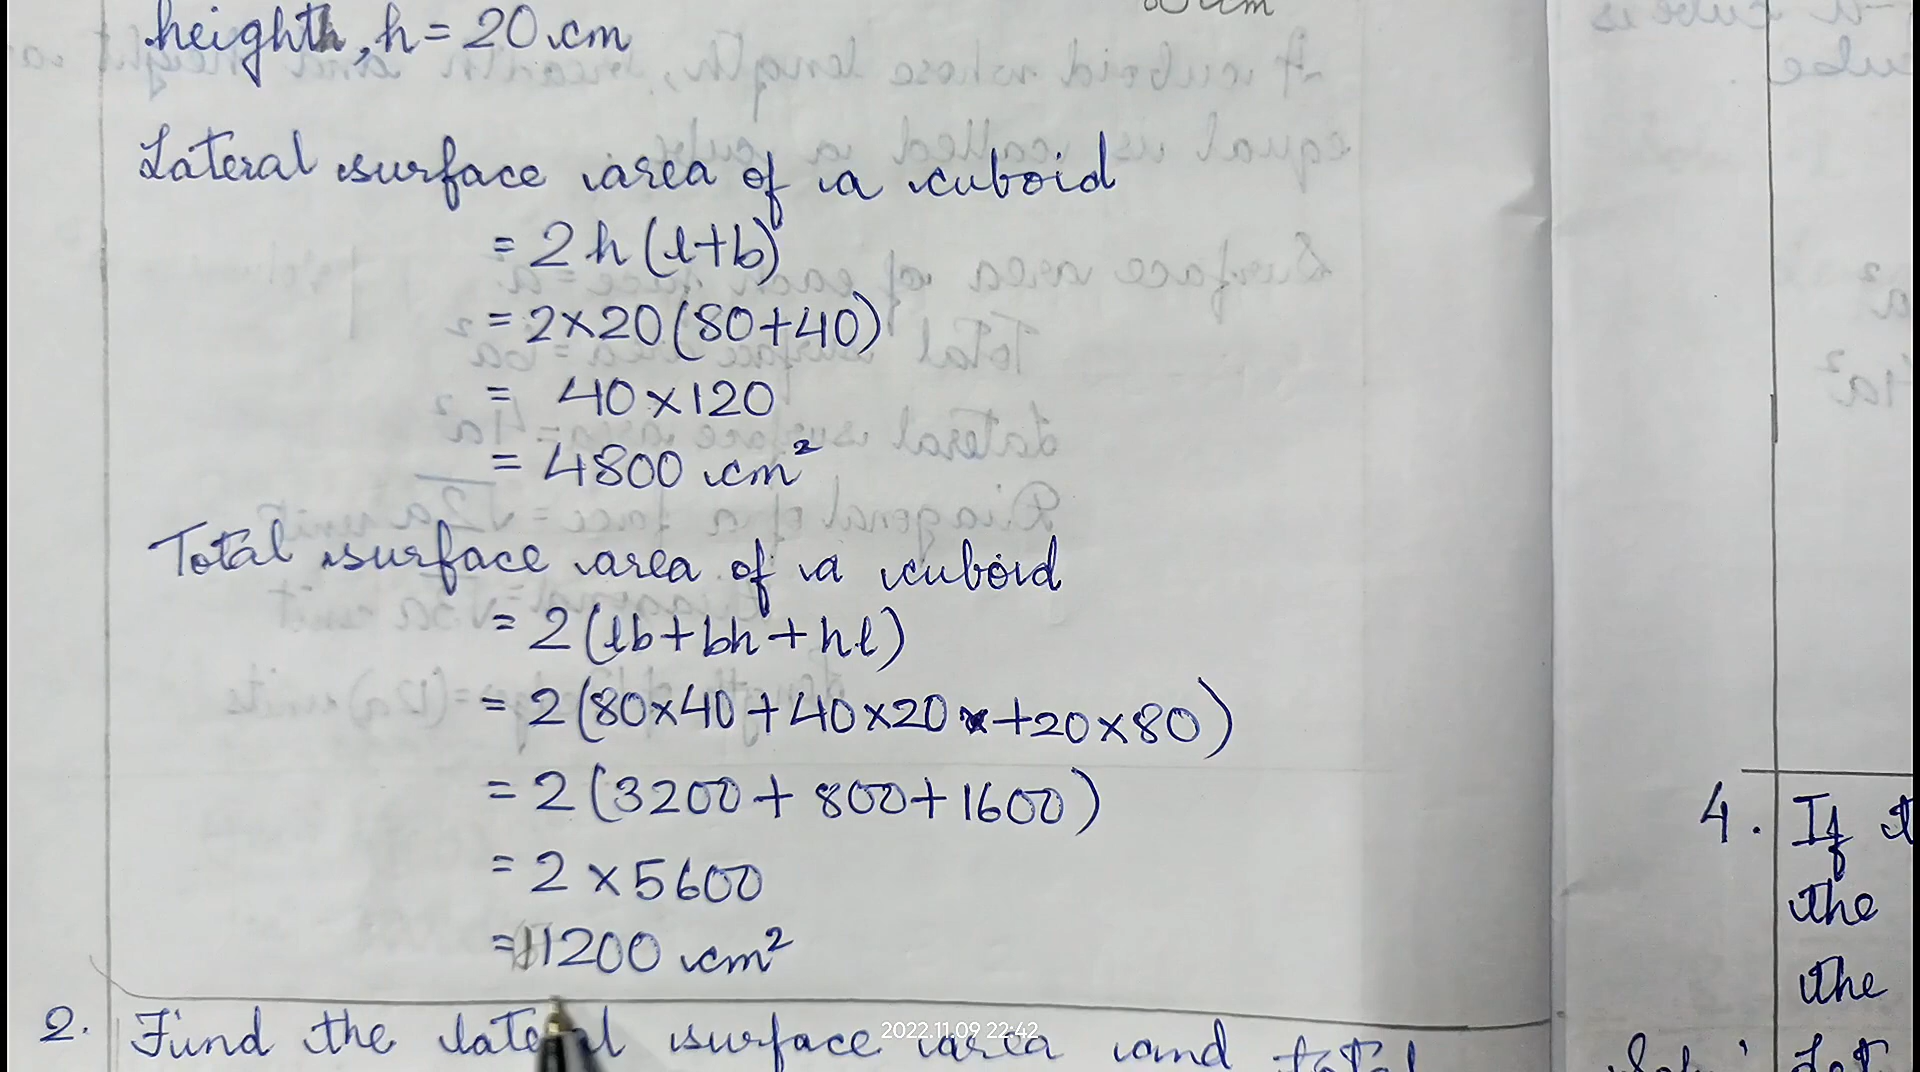 height, h = 20 cm
Lateral surface area of a cuboid
= 2h(l+b)
= 2×20(80+40)
= 40×120
= 4800 cm²
Total surface area of a cuboid
= 2(lb+bh+hl)
= 2(80×40+40×20+20×80)
= 2(3200+800+1600)
= 2×5600
= 11200 cm²
2. Find the lateral surface area and total
4. If
the
the
2022.11.09 22:42